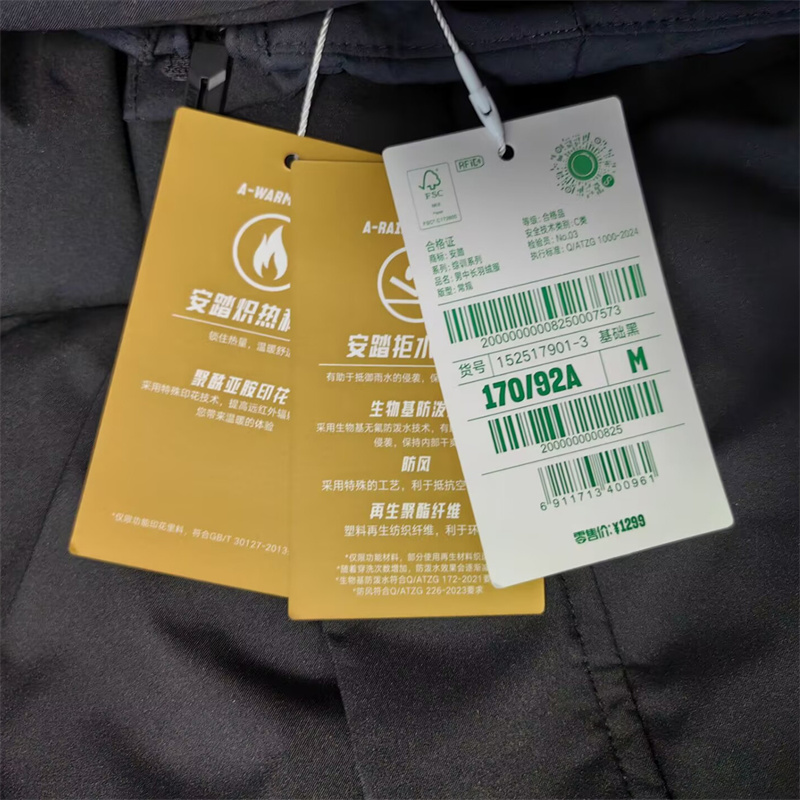 A-WARM
安踏炽热科
锁住热量，温暖舒适
聚酰亚胺印花
采用特殊印花技术，提高远红外辐
您带来温暖的体验
*仅限功能印花里料，符合GB/T 30127-2013
A-RAI
安踏拒水
有助于抵御雨水的侵袭，保
生物基防泼
采用生物基无氟防泼水技术，有
侵袭，保持内部干爽
防风
采用特殊的工艺，利于抵抗空
再生聚酯纤维
塑料再生纺织纤维，利于环
*仅限功能材料，部分使用再生材料织
*随着穿洗次数增加，防泼水效果会逐渐减
*生物基防泼水符合Q/ATZG 172-2021要
*防风符合Q/ATZG 226-2023要求
FSC
RFID
合格证
商标: 安踏
系列: 综训系列
品名: 男中长羽绒服
版型: 常规
等级: 合格品
安全技术类别: C类
检验员: No.03
执行标准: Q/ATZG 1000-2024
20000000008250007573
货号 152517901-3 基础黑
170/92A M
2000000000825
6 911713 400961
零售价: ¥1299